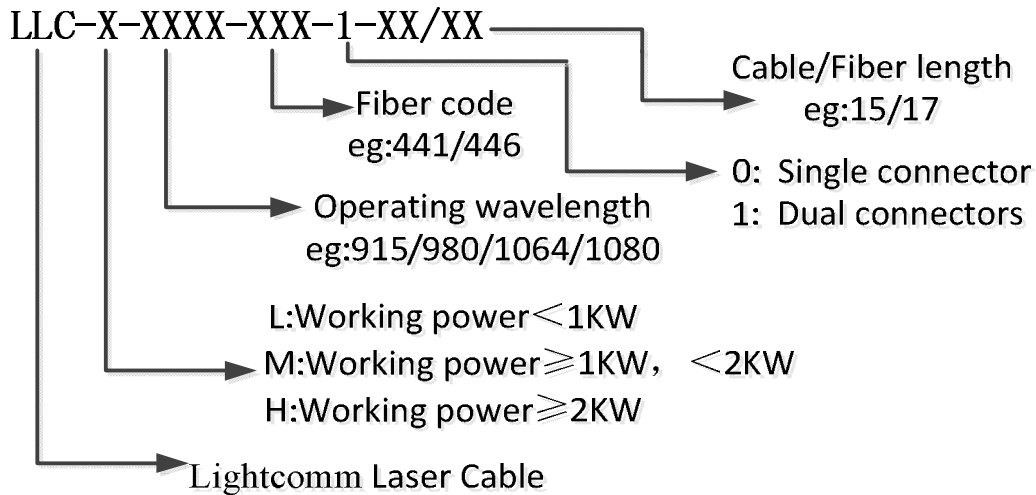 LLC-X-XXXX-XXX-1-XX/XX
Cable/Fiber length
eg:15/17
Fiber code
eg:441/446
0: Single connector
1: Dual connectors
Operating wavelength
eg:915/980/1064/1080
L:Working power＜1KW
M:Working power≥1KW， ＜2KW
H:Working power≥2KW
Lightcomm Laser Cable